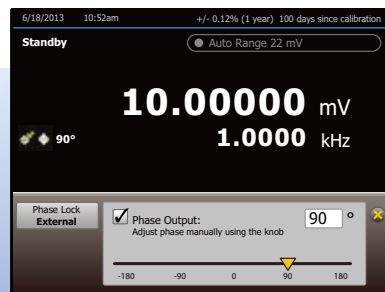 6/18/2013 10:52am +/- 0.12% (1 year) 100 days since calibration
Standby Auto Range 22 mV
10.00000 mV
90° 1.0000 kHz
Phase Lock
External
Phase Output: 90 °
Adjust phase manually using the knob
-180 -90 0 90 180